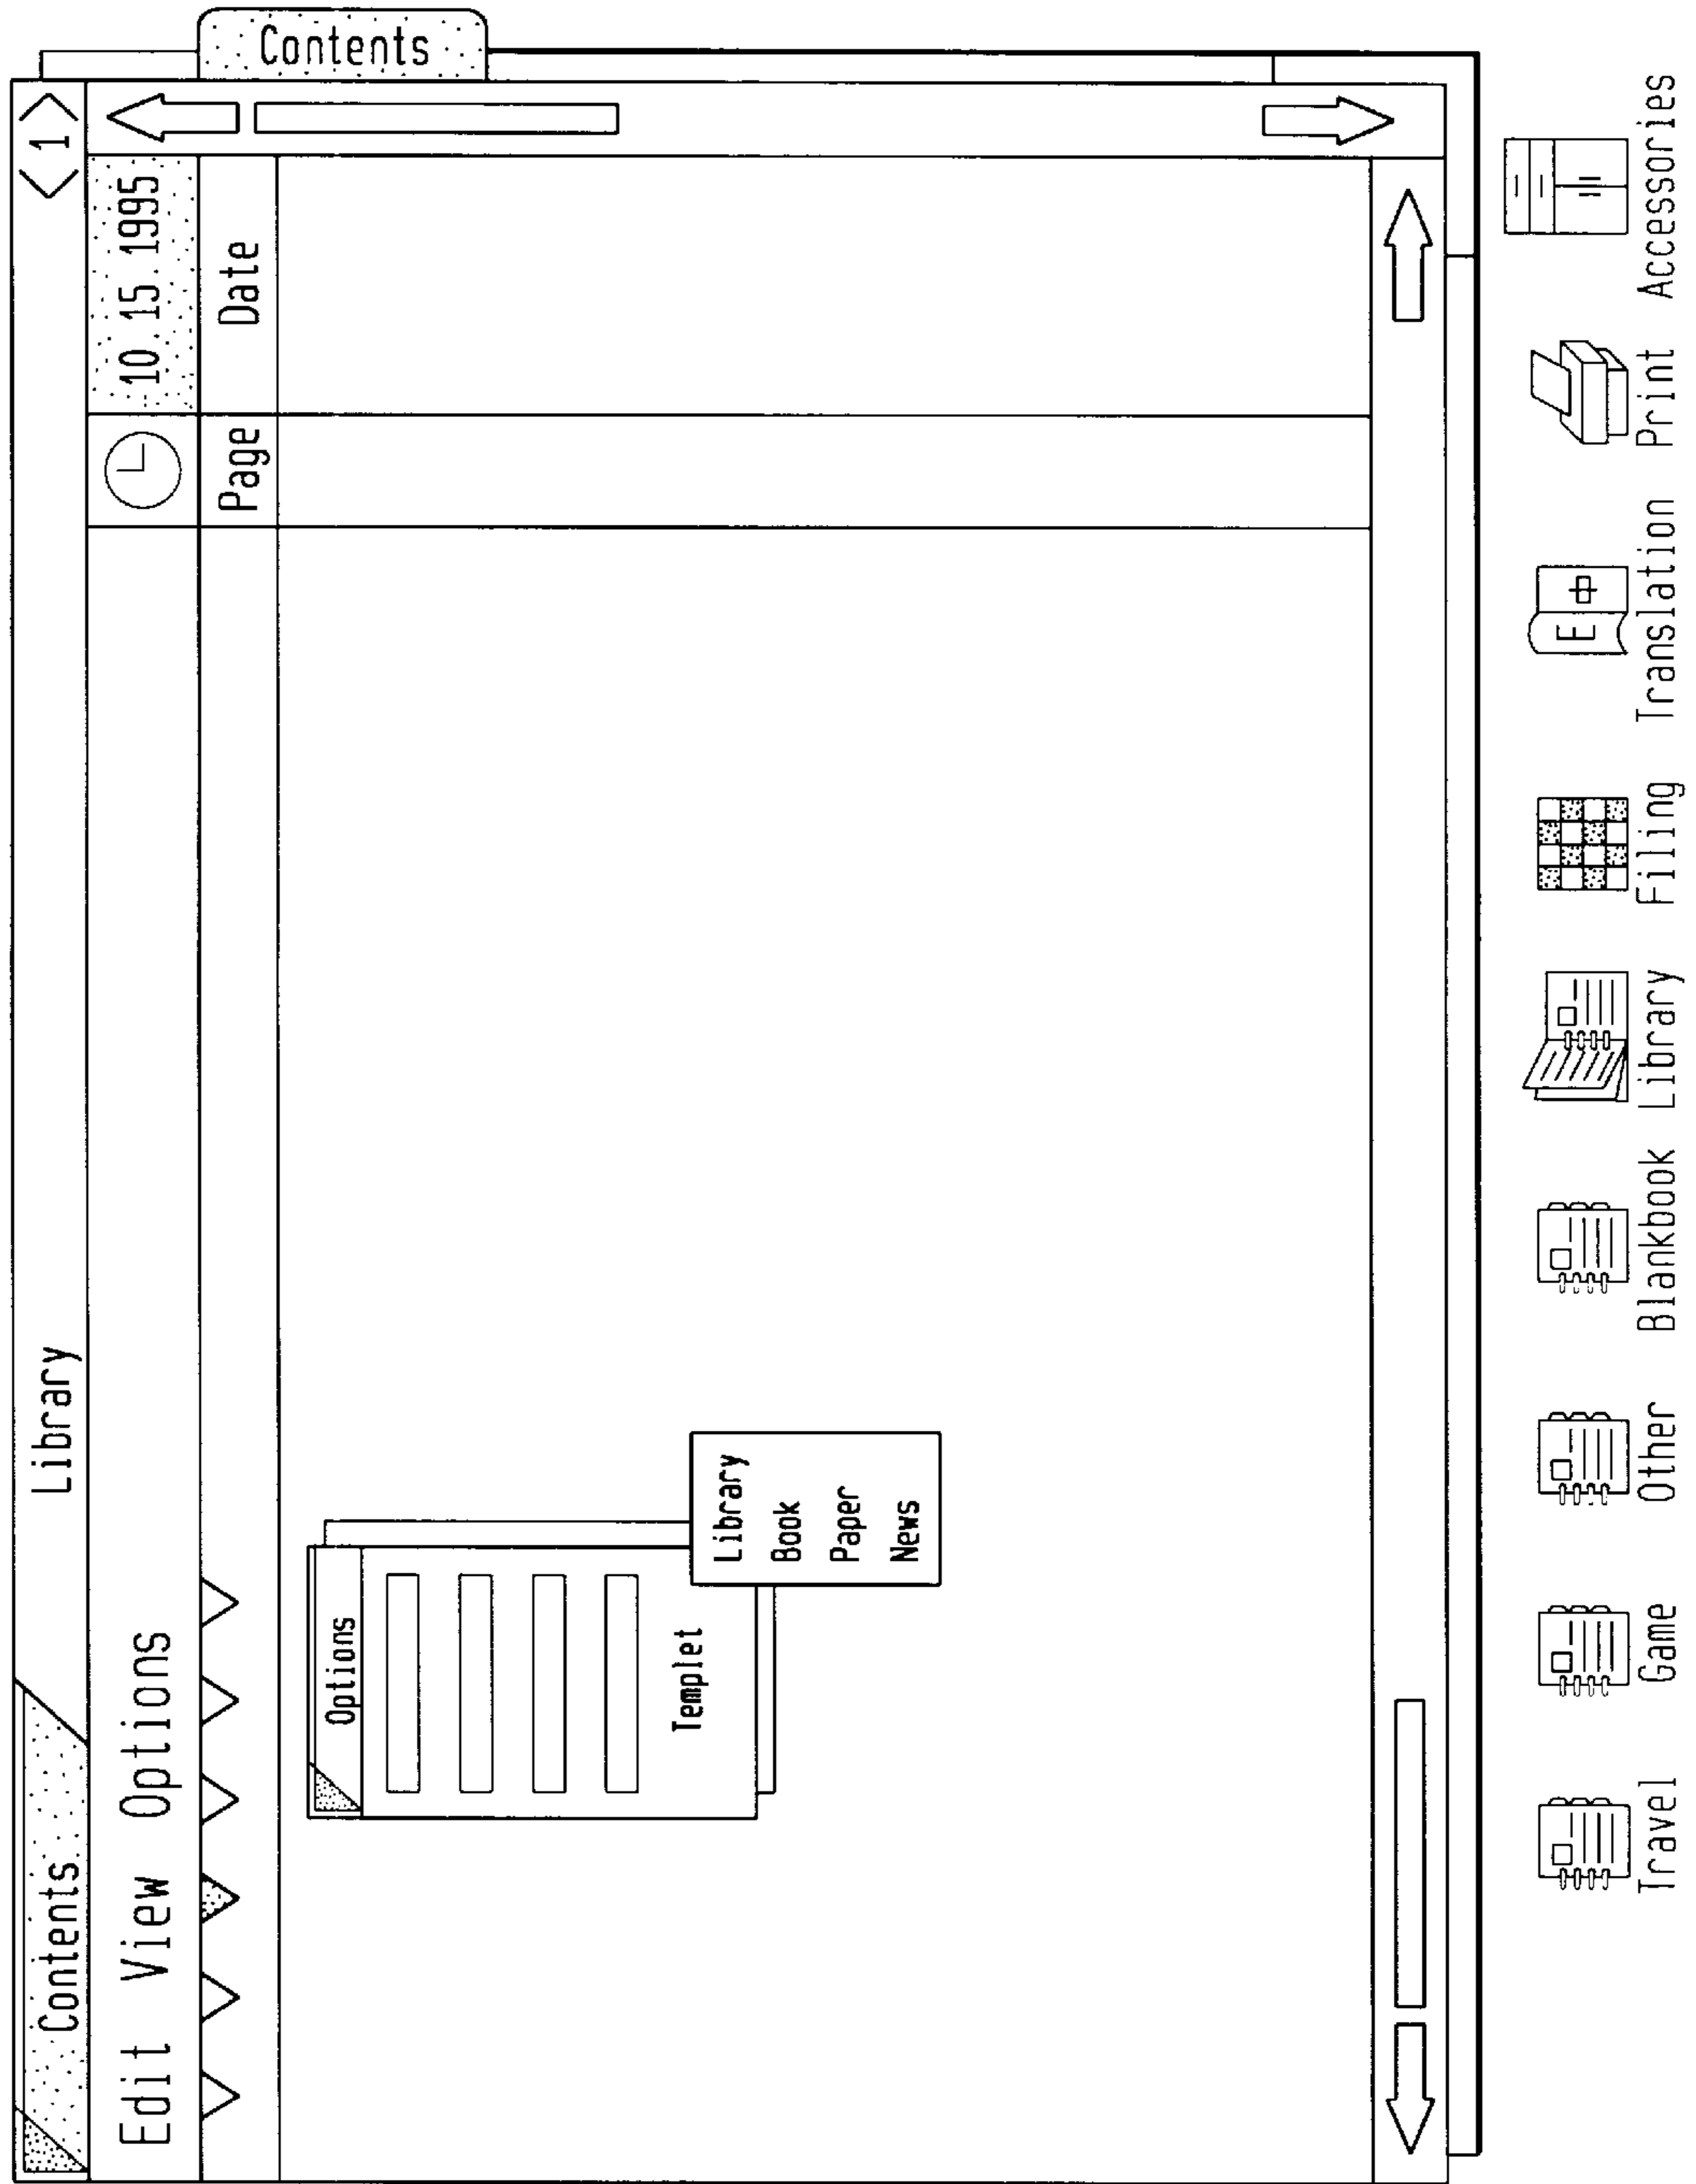 Contents Library < 1 >
Contents
Edit View Options 10. 15. 1995
Page Date
Options
Templet
Library
Book
Paper
News
E
Travel Game Other Blankbook Library Filing Translation Print Accessories